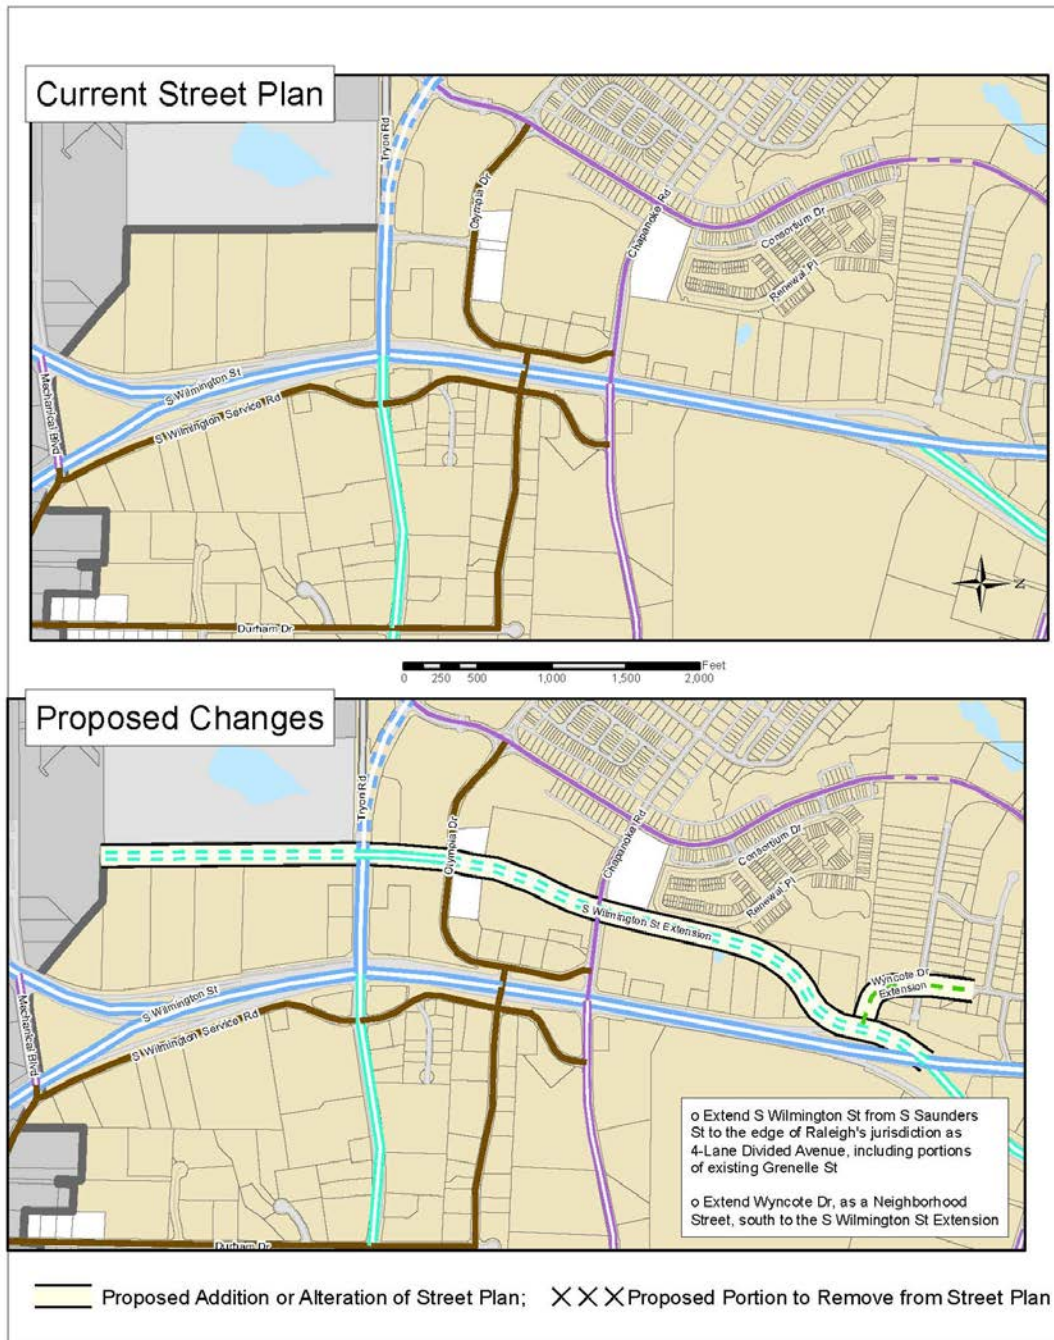 Current Street Plan
Tryon Rd
Olympia Dr
Chapanoke Rd
Consortium Dr
Renewal Pl
Mechanical Blvd
S Wilmington St
S Wilmington Service Rd
Durham Dr
N
Feet
0 250 500 1,000 1,500 2,000
Proposed Changes
Tryon Rd
Olympia Dr
Chapanoke Rd
Consortium Dr
Renewal Pl
S Wilmington St Extension
Wyncote Dr
Extension
Mechanical Blvd
S Wilmington St
S Wilmington Service Rd
Durham Dr
o Extend S Wilmington St from S Saunders
St to the edge of Raleigh's jurisdiction as
4-Lane Divided Avenue, including portions
of existing Grenelle St
o Extend Wyncote Dr, as a Neighborhood
Street, south to the S Wilmington St Extension
Proposed Addition or Alteration of Street Plan;
Proposed Portion to Remove from Street Plan